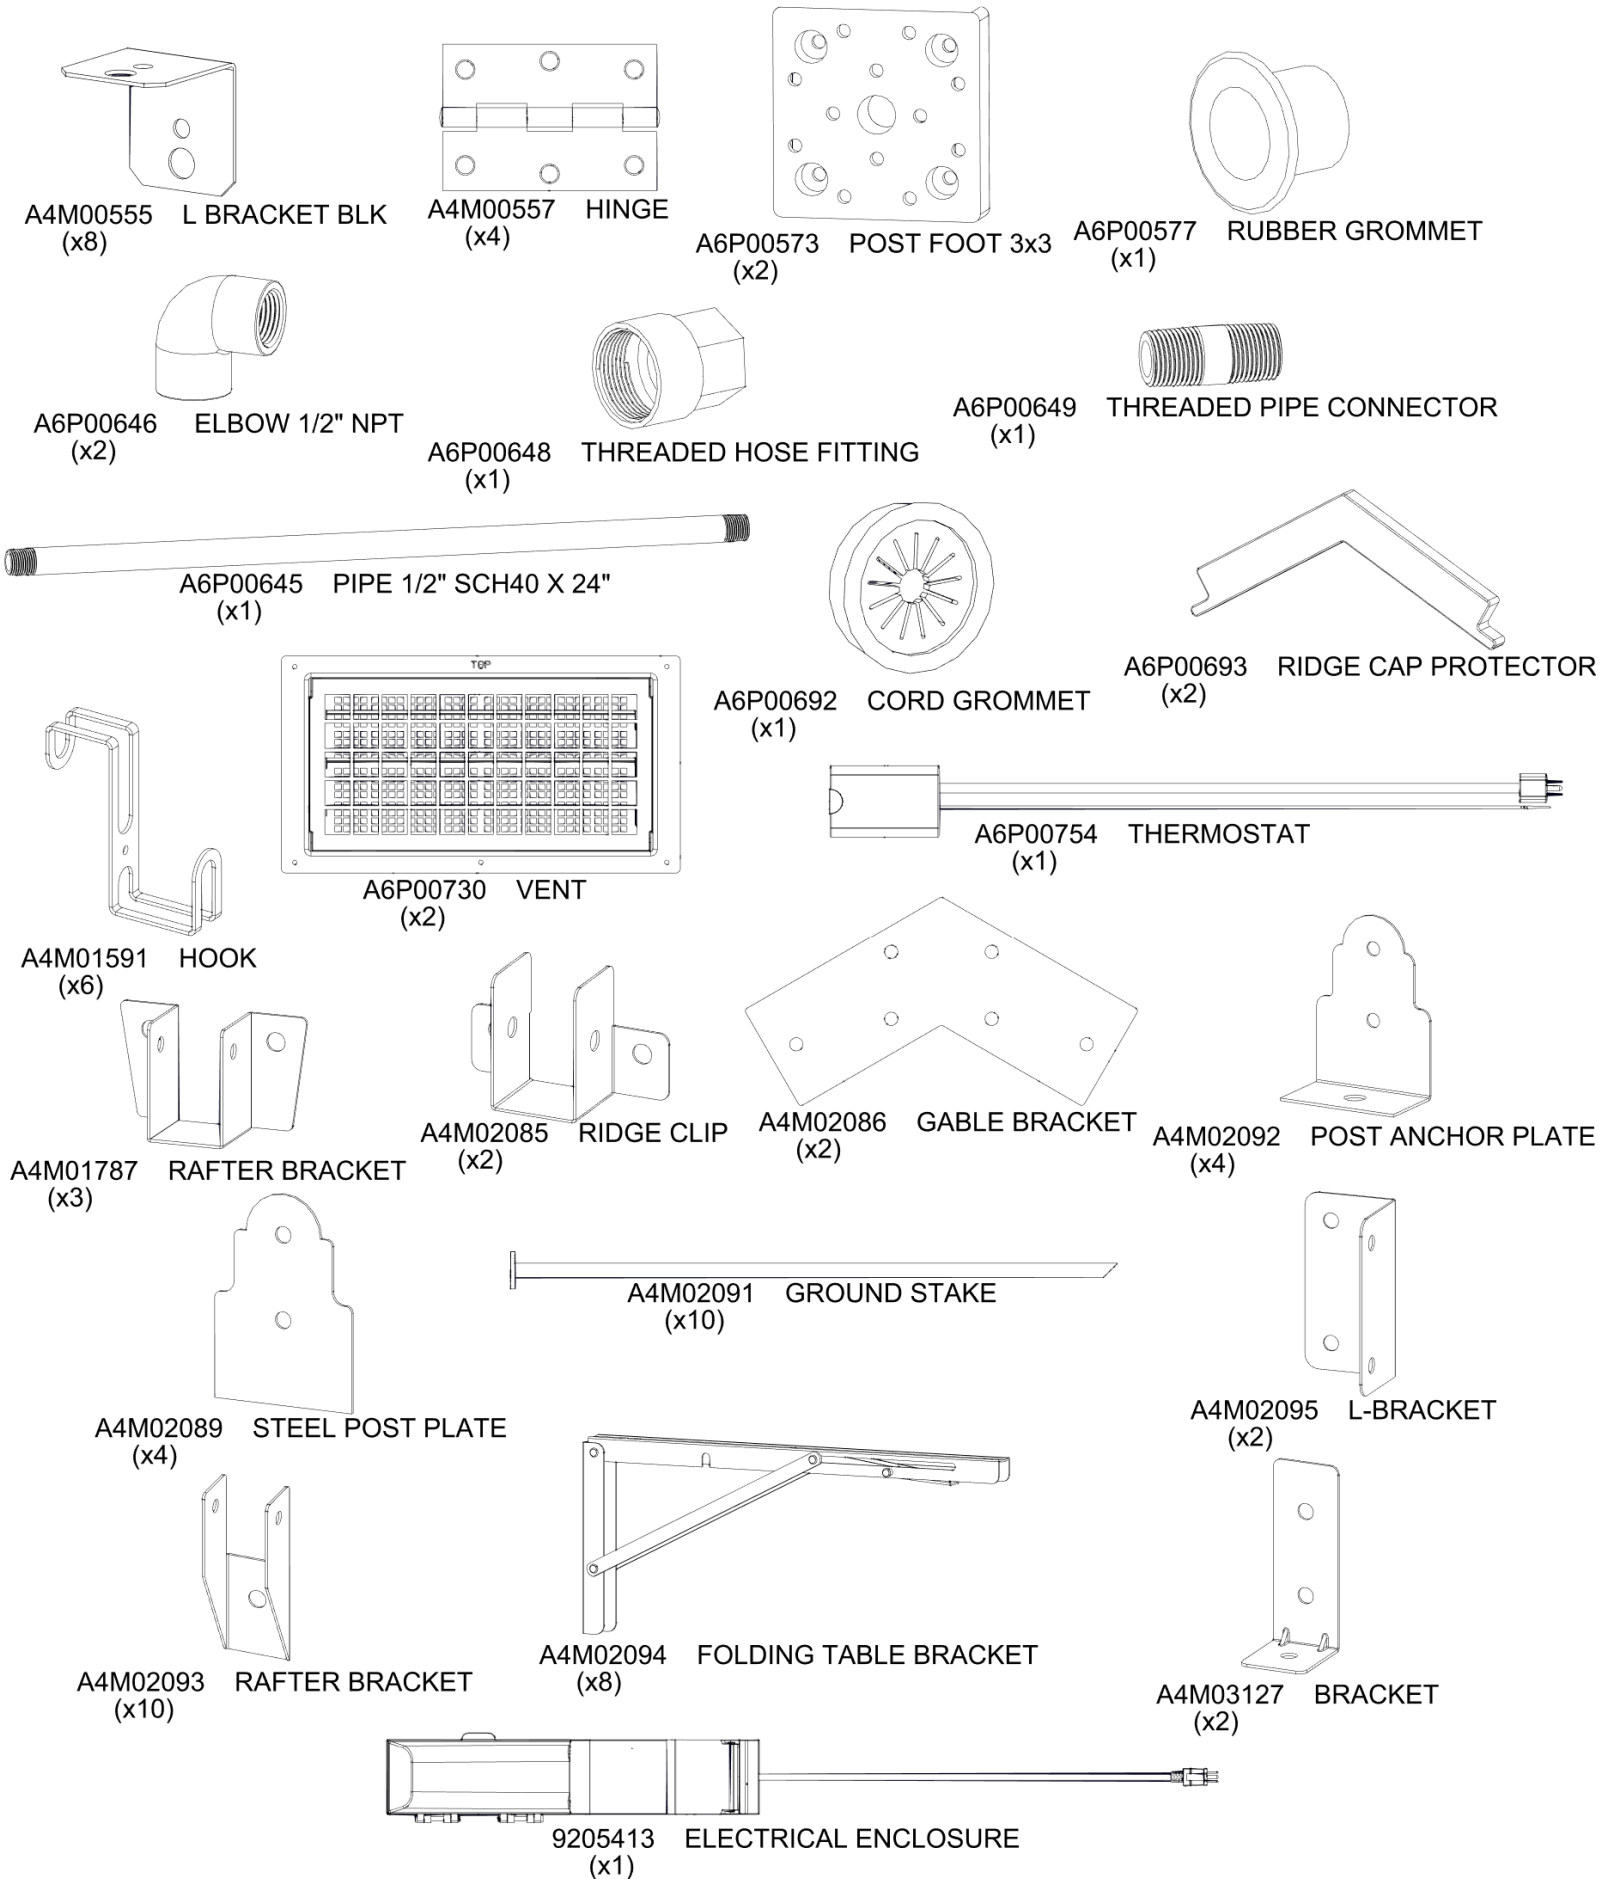 A4M00555 L BRACKET BLK
(x8)
A4M00557 HINGE
(x4)
A6P00573 POST FOOT 3x3
(x2)
A6P00577 RUBBER GROMMET
(x1)
A6P00646 ELBOW 1/2" NPT
(x2)
A6P00648 THREADED HOSE FITTING
(x1)
A6P00649 THREADED PIPE CONNECTOR
(x1)
A6P00645 PIPE 1/2" SCH40 X 24"
(x1)
A6P00692 CORD GROMMET
(x1)
A6P00693 RIDGE CAP PROTECTOR
(x2)
A4M01591 HOOK
(x6)
TOP
A6P00730 VENT
(x2)
A6P00754 THERMOSTAT
(x1)
A4M01787 RAFTER BRACKET
(x3)
A4M02085 RIDGE CLIP
(x2)
A4M02086 GABLE BRACKET
(x2)
A4M02092 POST ANCHOR PLATE
(x4)
A4M02089 STEEL POST PLATE
(x4)
A4M02091 GROUND STAKE
(x10)
A4M02095 L-BRACKET
(x2)
A4M02093 RAFTER BRACKET
(x10)
A4M02094 FOLDING TABLE BRACKET
(x8)
A4M03127 BRACKET
(x2)
9205413 ELECTRICAL ENCLOSURE
(x1)